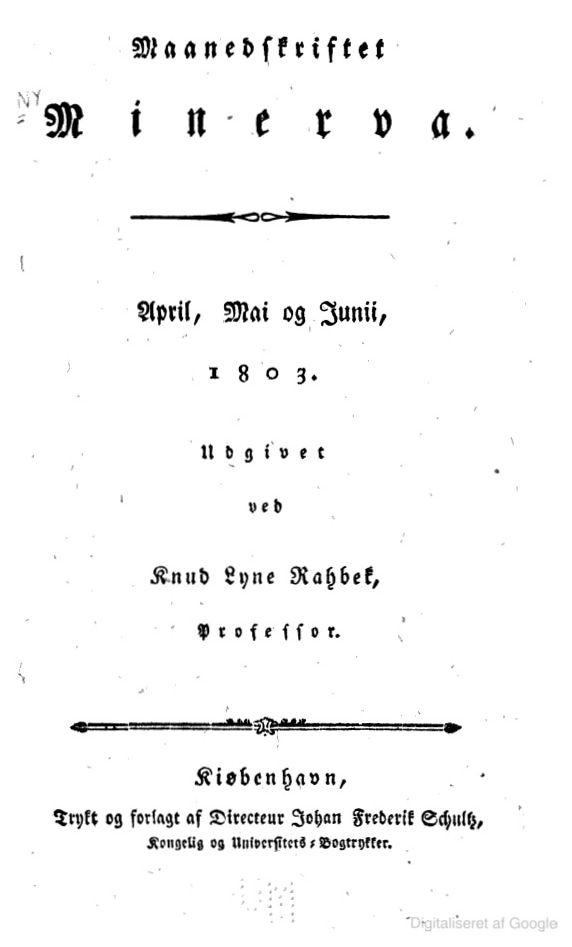 Maanedskriftet
Minerva.
NY
April, Mai og Junii,
1803.
Udgivet
ved
Knud Lyne Rahbek,
Professor.
Kiøbenhavn,
Trykt og forlagt af Directeur Johan Frederik Schultz,
Kongelig og Universitets-Bogtrykker.
Digitaliseret af Google